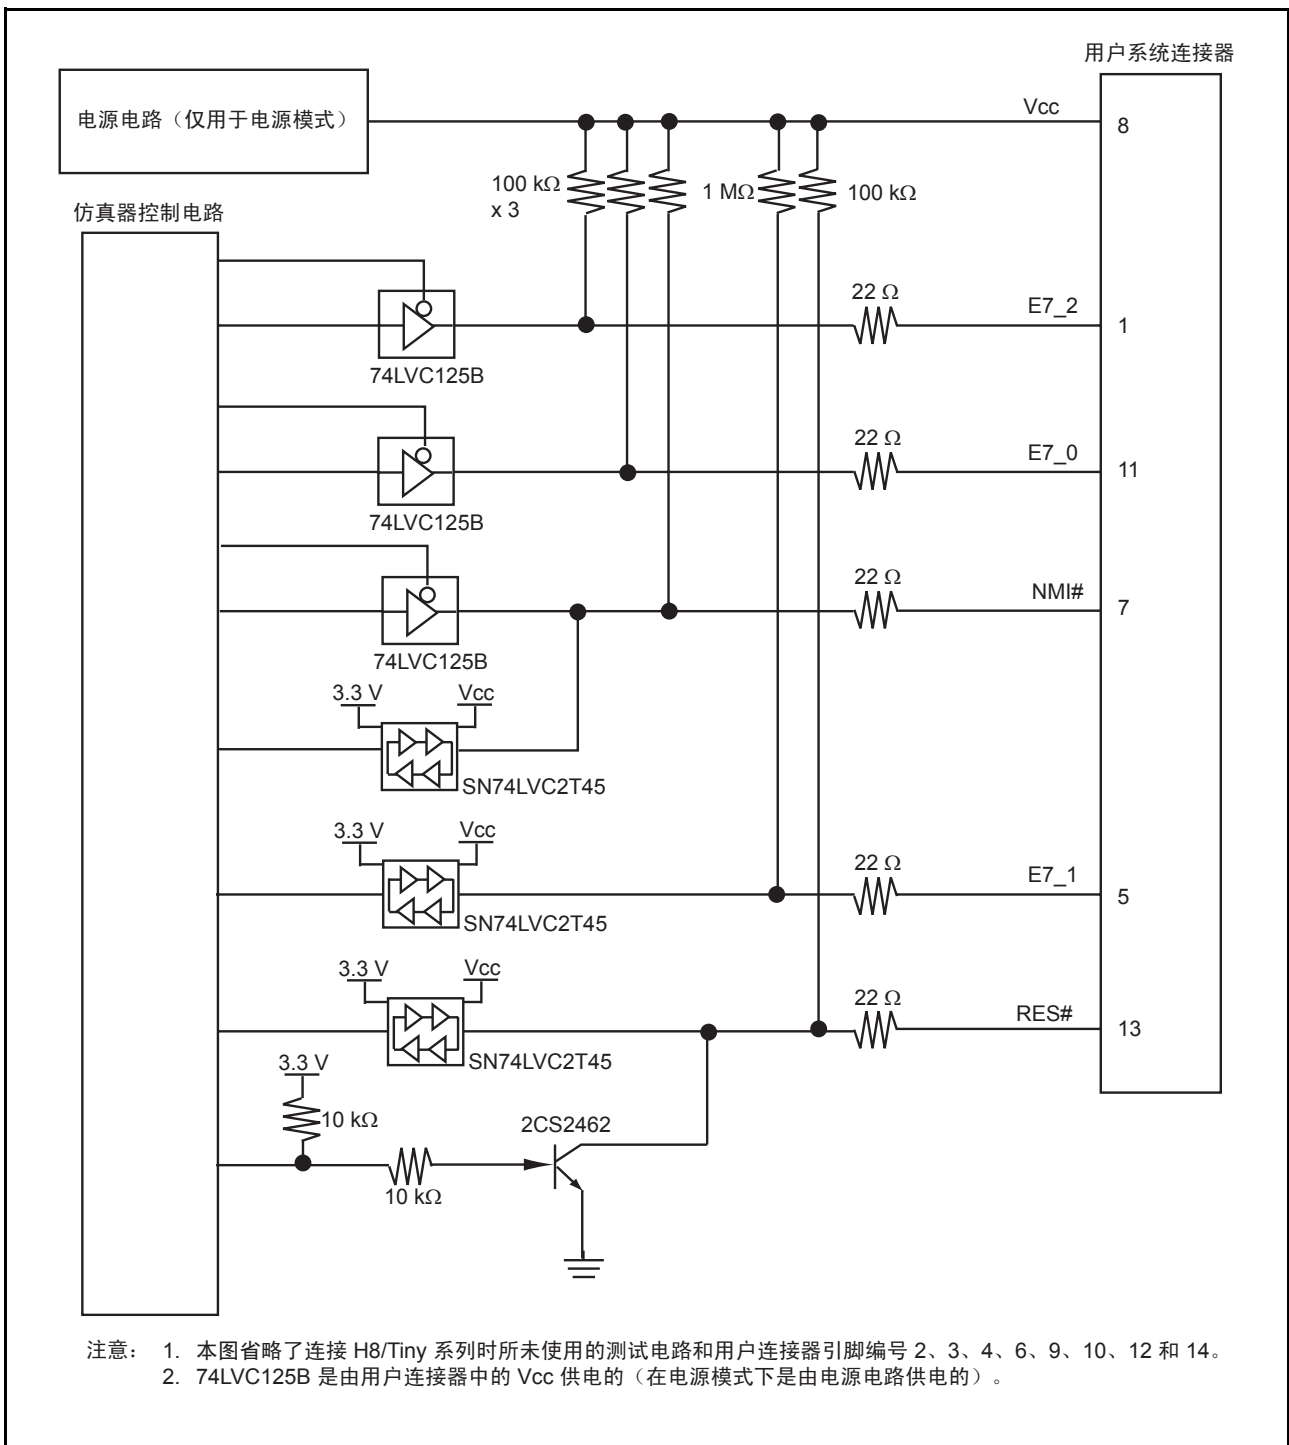 用户系统连接器
电源电路（仅用于电源模式）
Vcc
8
100 kΩ
x 3
1 MΩ
100 kΩ
仿真器控制电路
22 Ω
E7_2
1
74LVC125B
22 Ω
E7_0
11
74LVC125B
22 Ω
NMI#
7
74LVC125B
3.3 V
Vcc
SN74LVC2T45
3.3 V
Vcc
22 Ω
E7_1
5
SN74LVC2T45
3.3 V
Vcc
22 Ω
RES#
13
SN74LVC2T45
3.3 V
10 kΩ
2CS2462
10 kΩ
注意： 1. 本图省略了连接 H8/Tiny 系列时所未使用的测试电路和用户连接器引脚编号 2、3、4、6、9、10、12 和 14。
2. 74LVC125B 是由用户连接器中的 Vcc 供电的（在电源模式下是由电源电路供电的）。